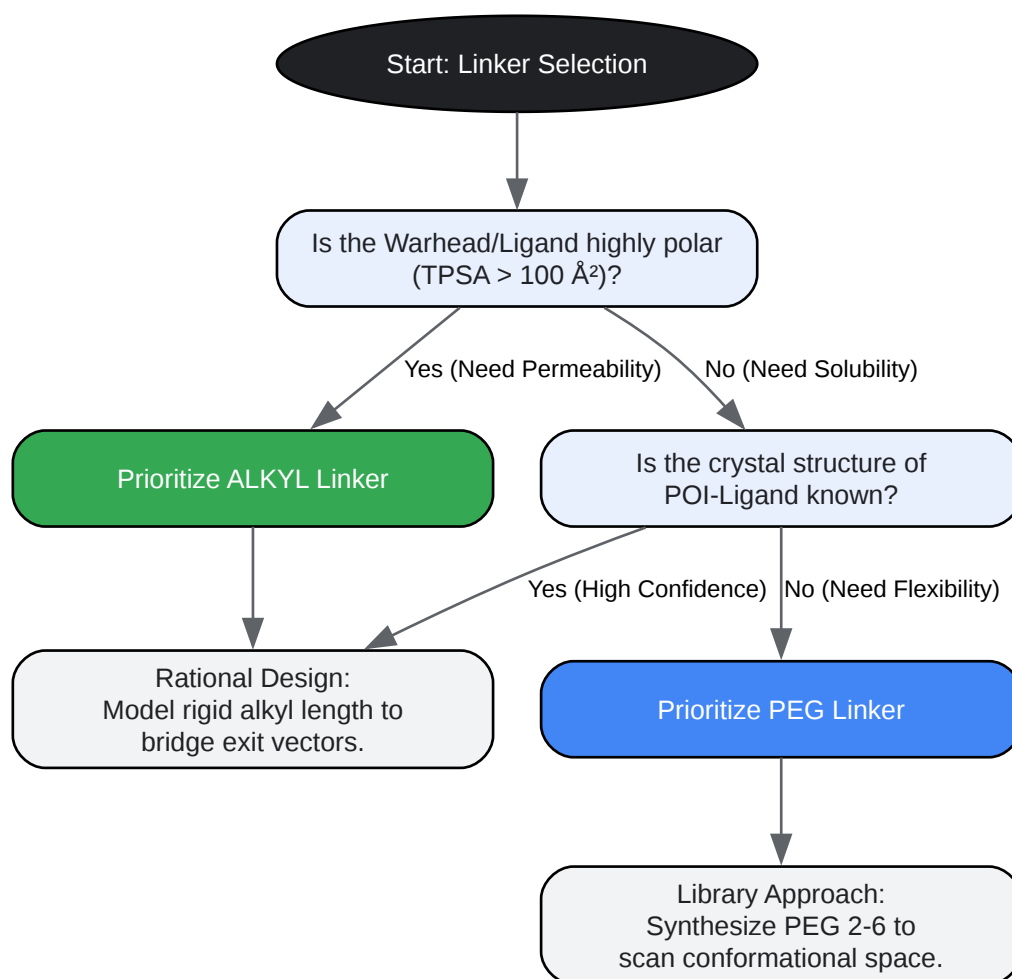 Start: Linker Selection
Is the Warhead/Ligand highly polar
(TPSA > 100 Å²)?
Yes (Need Permeability)
No (Need Solubility)
Prioritize ALKYL Linker
Is the crystal structure of
POI-Ligand known?
Yes (High Confidence)
No (Need Flexibility)
Rational Design:
Model rigid alkyl length to
bridge exit vectors.
Prioritize PEG Linker
Library Approach:
Synthesize PEG 2-6 to
scan conformational space.